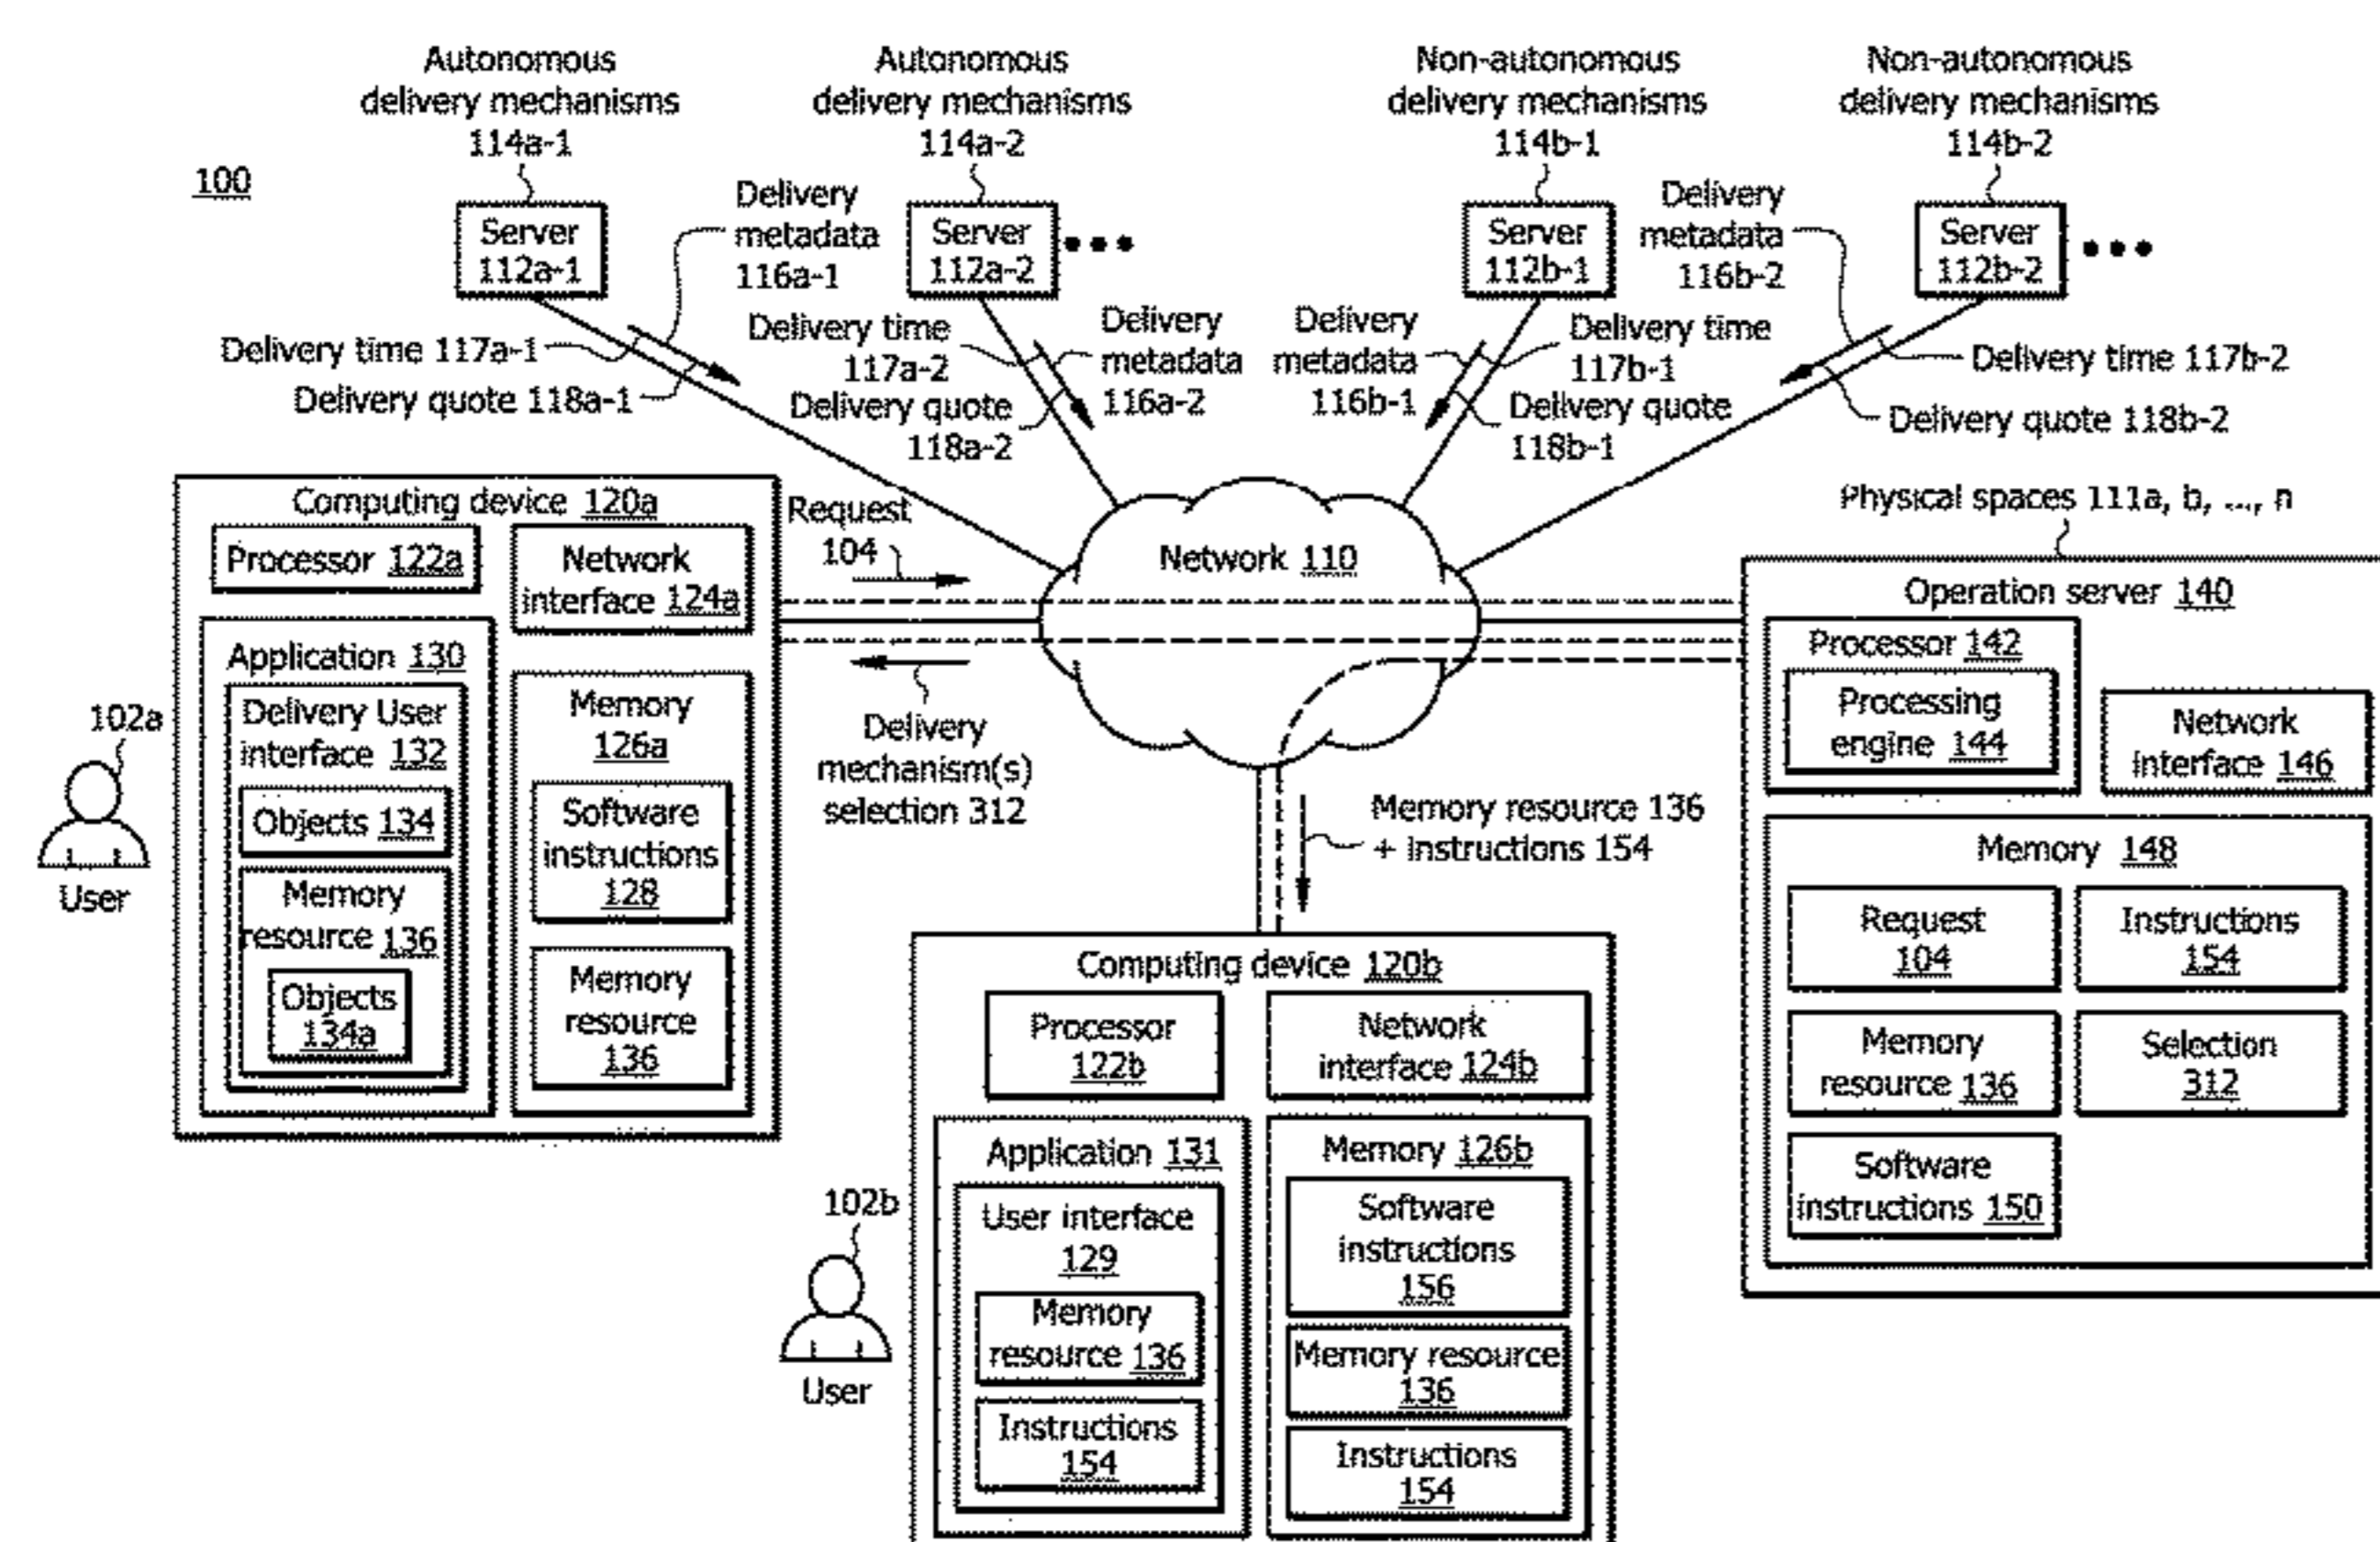 100
Autonomous
delivery mechanisms
114a-1
Autonomous
delivery mechanisms
114a-2
Non-autonomous
delivery mechanisms
114b-1
Non-autonomous
delivery mechanisms
114b-2
Server
112a-1
Delivery
metadata
116a-1
Server
112a-2
Server
112b-1
Delivery
metadata
116b-2
Server
112b-2
Delivery time 117a-1
Delivery quote 118a-1
Delivery time
117a-2
Delivery quote
118a-2
Delivery
metadata
116a-2
Delivery
metadata
116b-1
Delivery time
117b-1
Delivery quote
118b-1
Delivery time 117b-2
Delivery quote 118b-2
Computing device 120a
Processor 122a
Network
interface 124a
Application 130
Delivery User
interface 132
Objects 134
Memory
resource 136
Objects
134a
Memory
126a
Software
instructions
128
Memory
resource
136
102a
User
Request
104
Network 110
Delivery
mechanism(s)
selection 312
Memory resource 136
+ Instructions 154
Physical spaces 111a, b, ..., n
Operation server 140
Processor 142
Processing
engine 144
Network
interface 146
Memory 148
Request
104
Instructions
154
Memory
resource 136
Selection
312
Software
instructions 150
Computing device 120b
Processor
122b
Network
interface 124b
Application 131
User interface
129
Memory
resource 136
Instructions
154
Memory 126b
Software
instructions
156
Memory resource
136
Instructions
154
102b
User